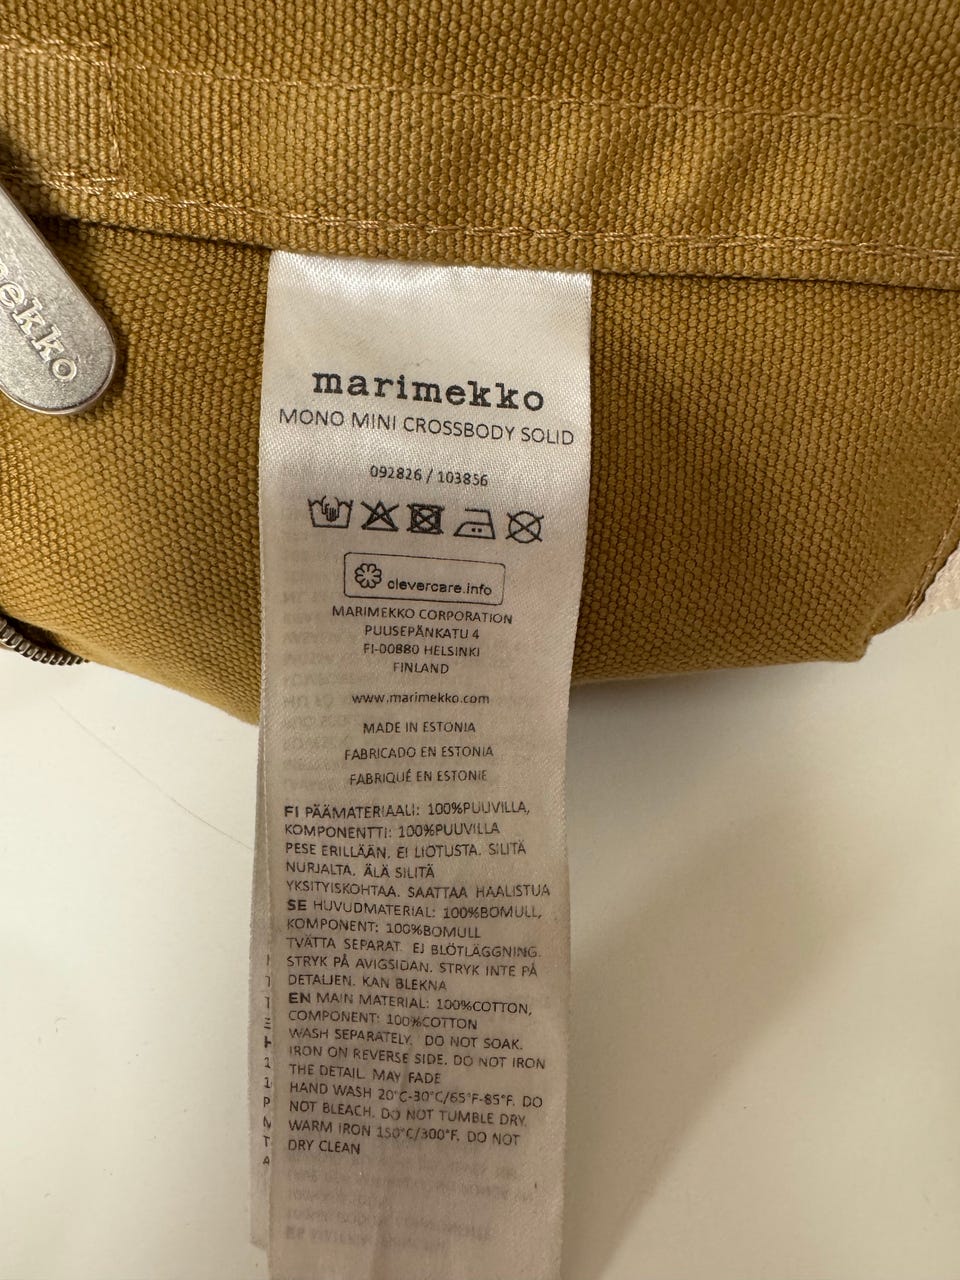 ekko
marimekko
MONO MINI CROSSBODY SOLID
092826 / 103856
clevercare.info
MARIMEKKO CORPORATION
PUUSEPÄNKATU 4
FI-00880 HELSINKI
FINLAND
www.marimekko.com
MADE IN ESTONIA
FABRICADO EN ESTONIA
FABRIQUÉ EN ESTONIE
FI PÄÄMATERIAALI: 100%PUUVILLA,
KOMPONENTTI: 100%PUUVILLA
PESE ERILLÄÄN. EI LIOTUSTA. SILITÄ
NURJALTA. ÄLÄ SILITÄ
YKSITYISKOHTAA. SAATTAA HAALISTUA
SE HUVUDMATERIAL: 100%BOMULL,
KOMPONENT: 100%BOMULL
TVÄTTA SEPARAT. EJ BLÖTLÄGGNING.
STRYK PÅ AVIGSIDAN. STRYK INTE PÅ
DETALJEN. KAN BLEKNA
EN MAIN MATERIAL: 100%COTTON,
COMPONENT: 100%COTTON
WASH SEPARATELY. DO NOT SOAK.
IRON ON REVERSE SIDE. DO NOT IRON
THE DETAIL. MAY FADE
HAND WASH 20°C-30°C/65°F-85°F. DO
NOT BLEACH. DO NOT TUMBLE DRY.
WARM IRON 150°C/300°F. DO NOT
DRY CLEAN